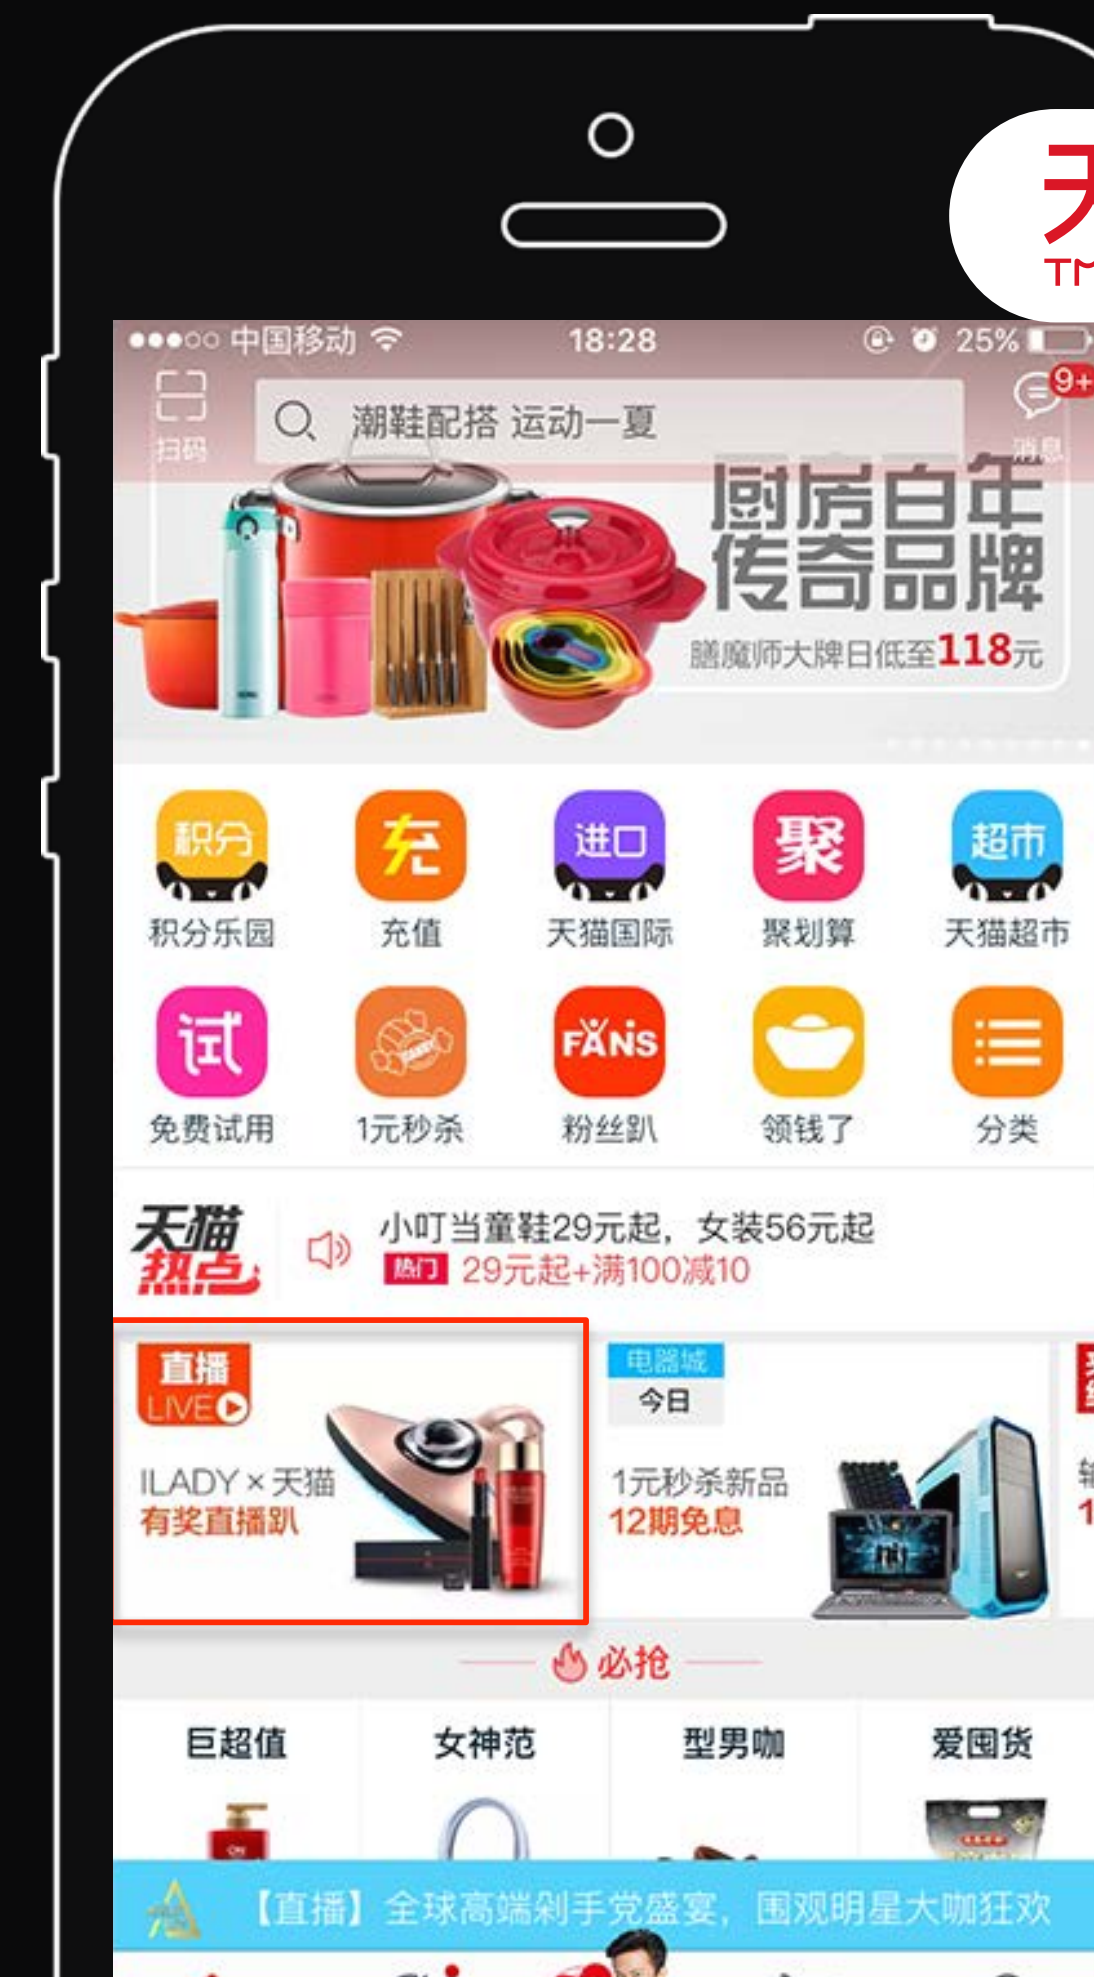 天
中国移动 18:28 25%
9+
扫码 潮鞋配搭 运动一夏 消息
厨房百年
传奇品牌
膳魔师大牌日低至118元
积分 充 进口 聚 超市
积分乐园 充值 天猫国际 聚划算 天猫超市
试 CANDY FANS
免费试用 1元秒杀 粉丝趴 领钱了 分类
天猫
热点
小叮当童鞋29元起，女装56元起
热门 29元起+满100减10
直播
LIVE
ILADY×天猫
有奖直播趴
电器城
今日
1元秒杀新品
12期免息
必抢
巨超值 女神范 型男咖 爱囤货
【直播】全球高端剁手党盛宴，围观明星大咖狂欢